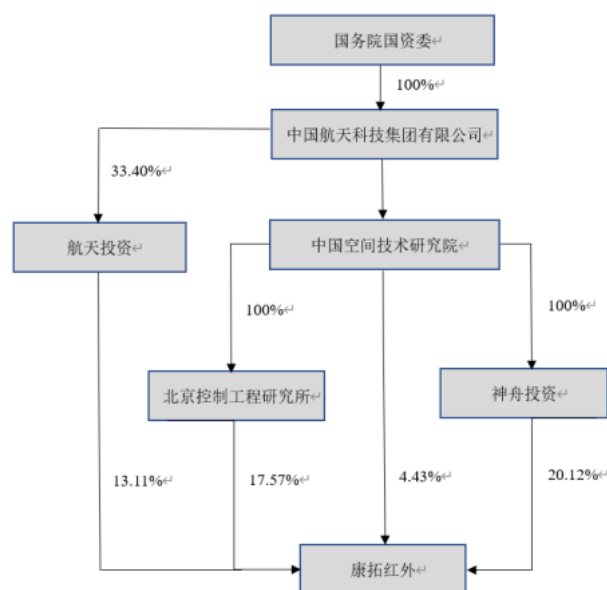 国务院国资委
100%
中国航天科技集团有限公司
33.40%
航天投资
中国空间技术研究院
100%
100%
北京控制工程研究所
神舟投资
13.11%
17.57%
4.43%
20.12%
康拓红外